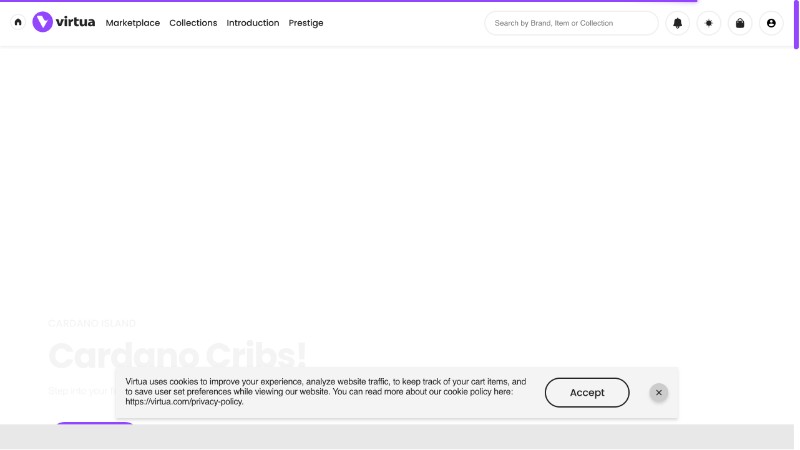 virtua Marketplace Collections Introduction Prestige Search by Brand, Item or Collection
CARDANO ISLAND
Cardano Cribs!
Virtua uses cookies to improve your experience, analyze website traffic, to keep track of your cart items, and
to save user set preferences while viewing our website. You can read more about our cookie policy here:
https://virtua.com/privacy-policy.
Accept